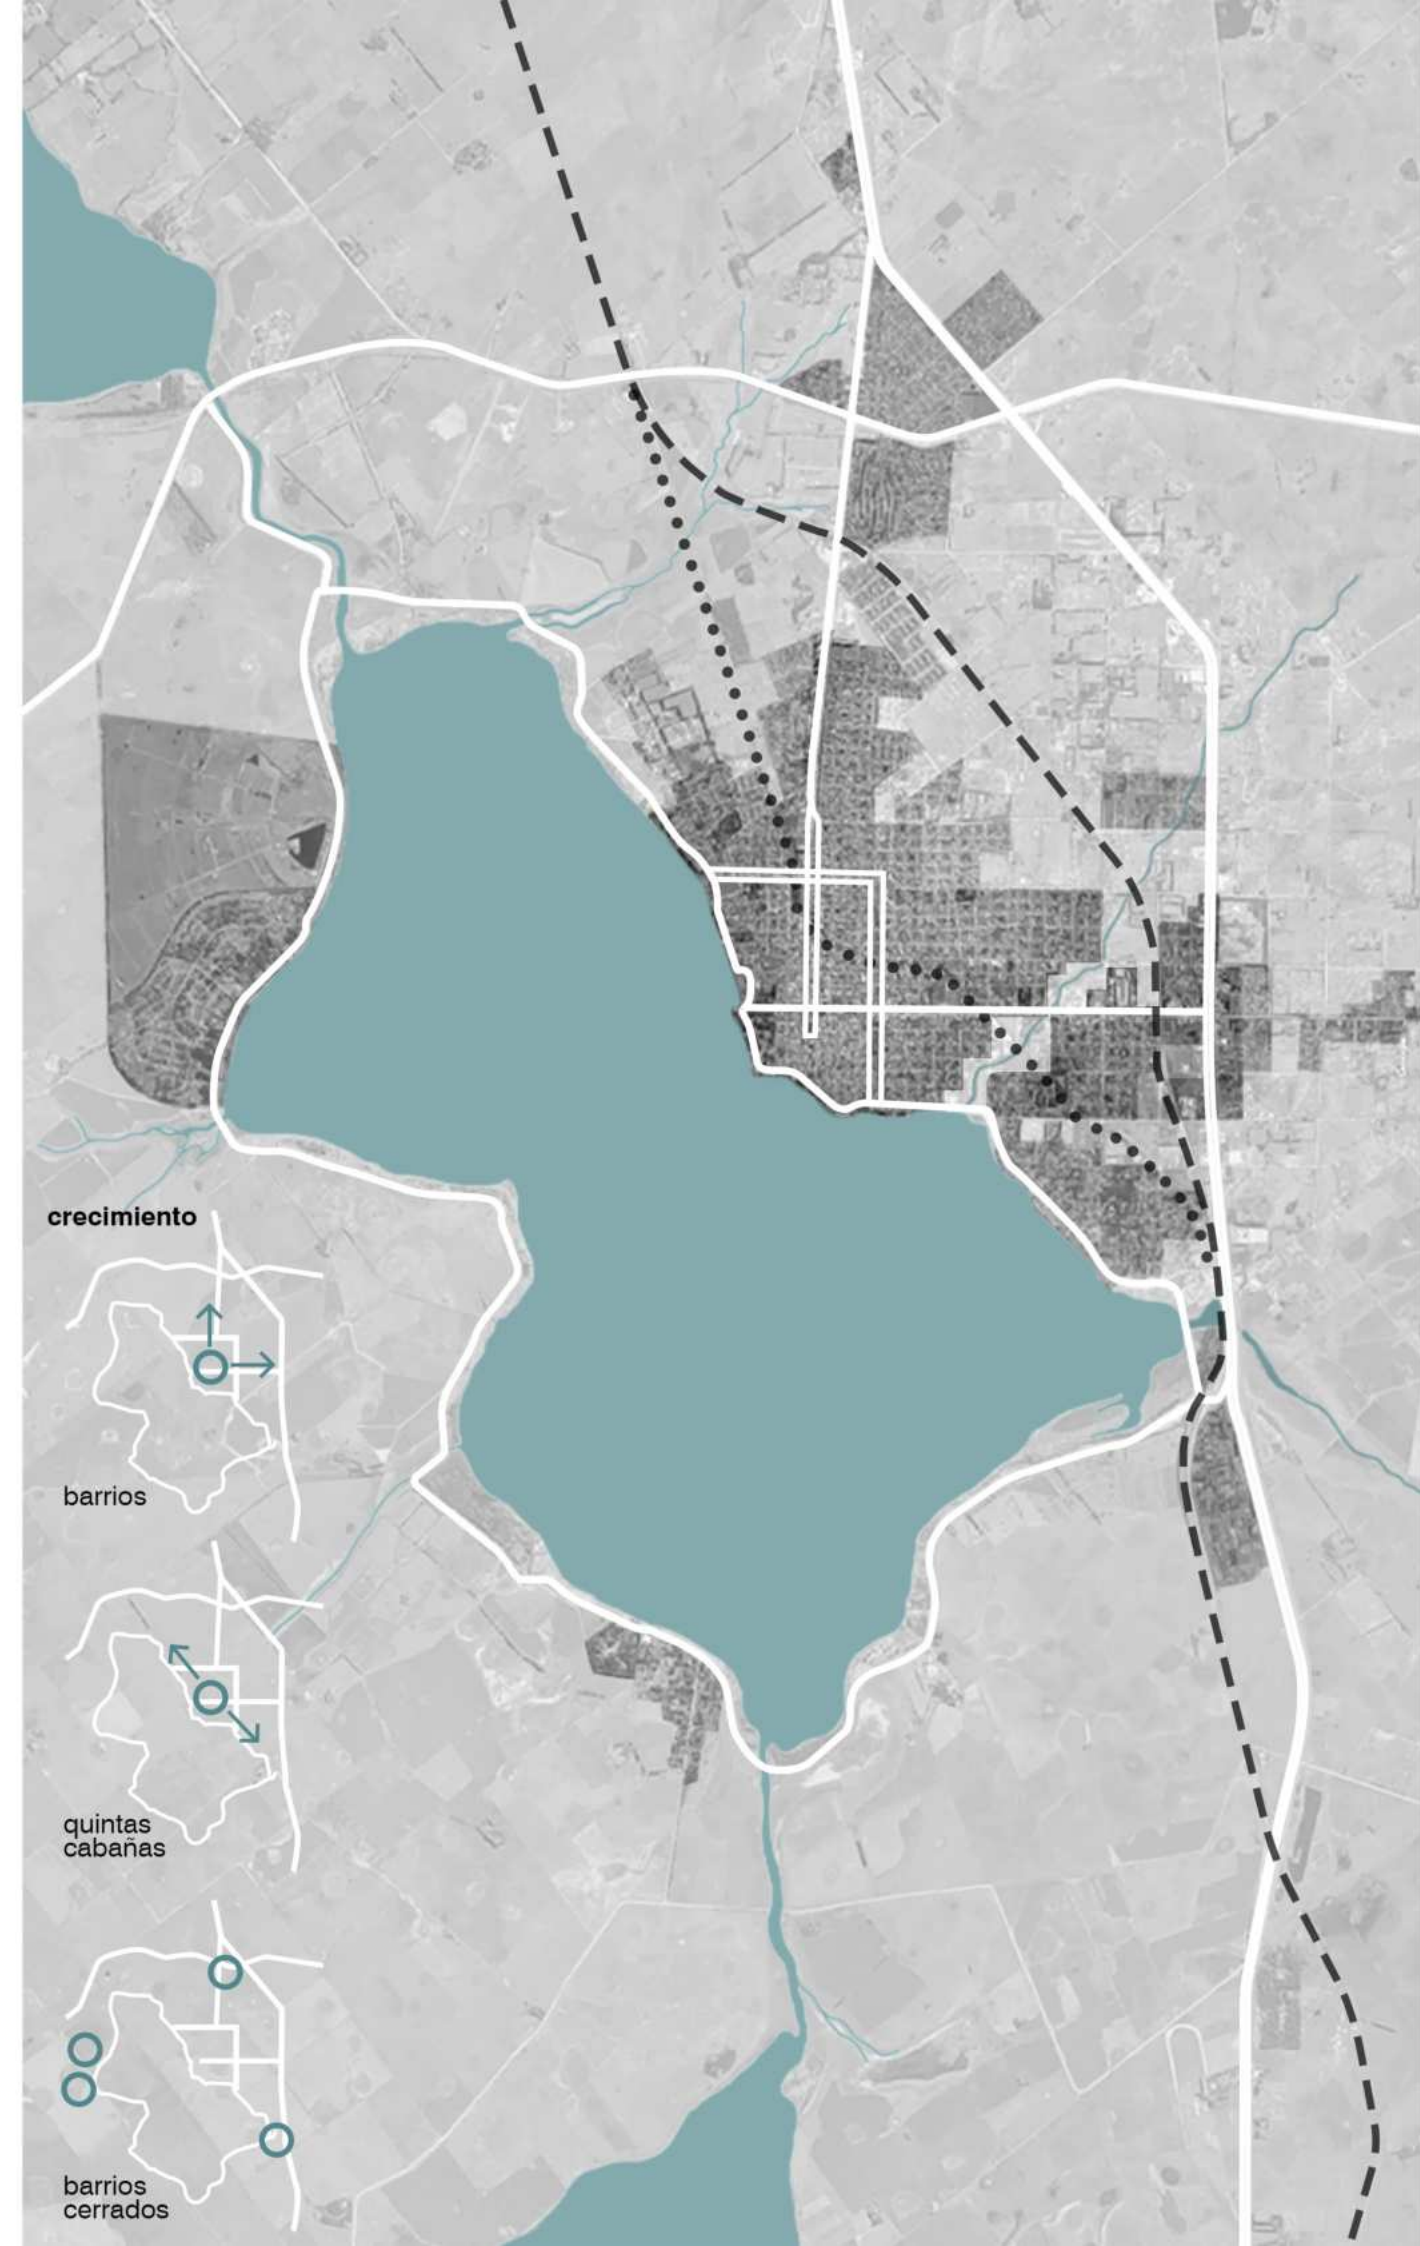 crecimiento
barrios
quintas
cabañas
barrios
cerrados